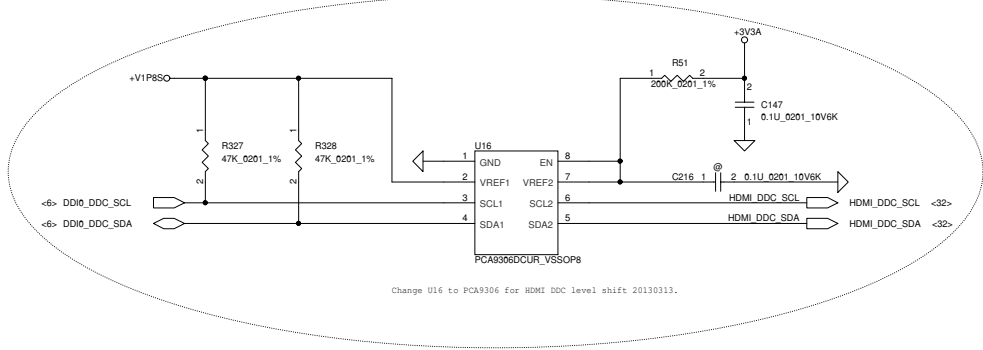 +3V3A
R51
1 2
200K_0201_1%
+V1P8S
2
C147
0.1U_0201_10V6K
1
1
R327
47K_0201_1%
2
1
R328
47K_0201_1%
2
U16
1 GND EN 8
2 VREF1 VREF2 7
3 SCL1 SCL2 6
4 SDA1 SDA2 5
PCA9306DCUR_VSSOP8
@
C216 1 2 0.1U_0201_10V6K
<6> DDI0_DDC_SCL
<6> DDI0_DDC_SDA
HDMI_DDC_SCL HDMI_DDC_SCL <32>
HDMI_DDC_SDA HDMI_DDC_SDA <32>
Change U16 to PCA9306 for HDMI DDC level shift 20130313.